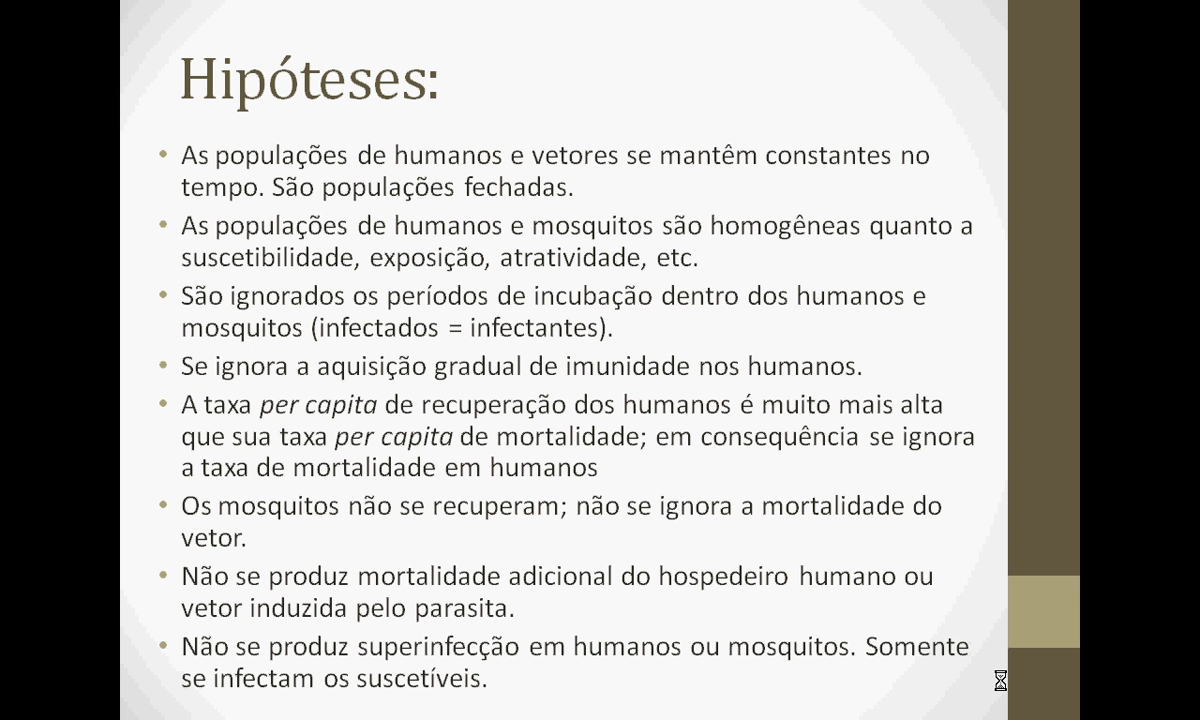 Hipóteses:
• As populações de humanos e vetores se mantêm constantes no
tempo. São populações fechadas.
• As populações de humanos e mosquitos são homogêneas quanto a
suscetibilidade, exposição, atratividade, etc.
• São ignorados os períodos de incubação dentro dos humanos e
mosquitos (infectados = infectantes).
• Se ignora a aquisição gradual de imunidade nos humanos.
• A taxa per capita de recuperação dos humanos é muito mais alta
que sua taxa per capita de mortalidade; em consequência se ignora
a taxa de mortalidade em humanos
• Os mosquitos não se recuperam; não se ignora a mortalidade do
vetor.
• Não se produz mortalidade adicional do hospedeiro humano ou
vetor induzida pelo parasita.
• Não se produz superinfecção em humanos ou mosquitos. Somente
se infectam os suscetíveis.